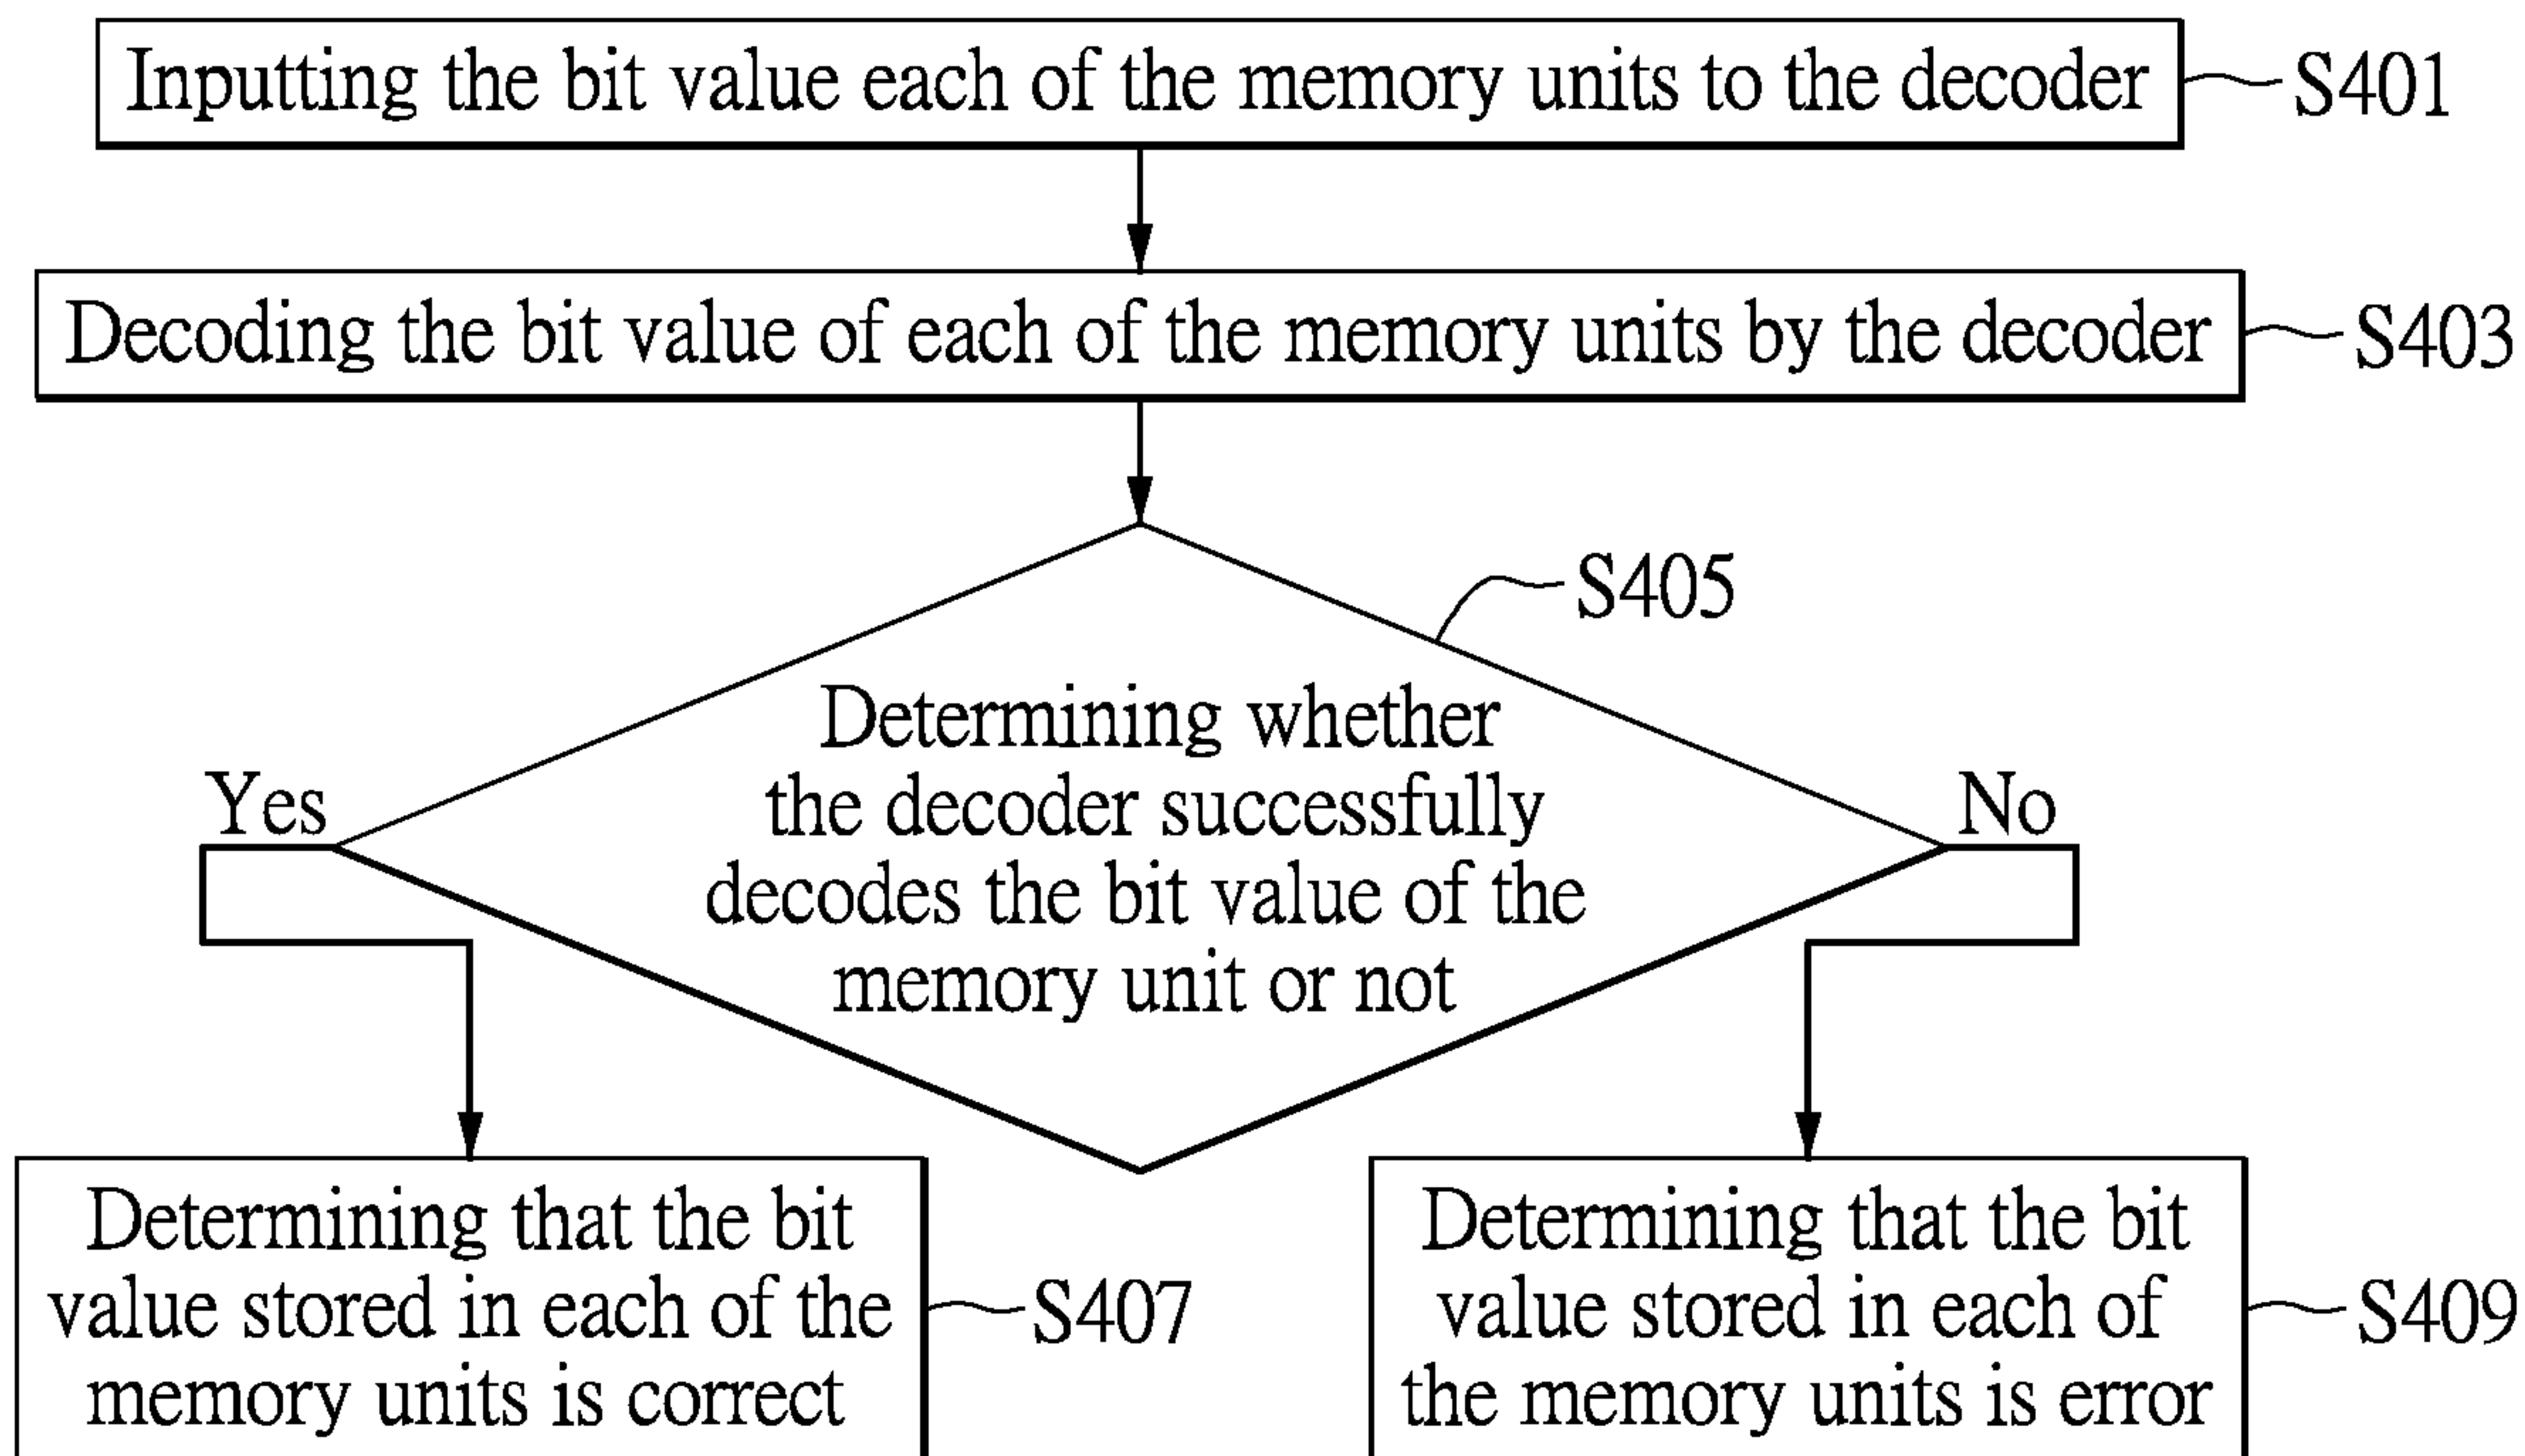 Inputting the bit value each of the memory units to the decoder
S401
Decoding the bit value of each of the memory units by the decoder
S403
S405
Determining whether
the decoder successfully
decodes the bit value of the
memory unit or not
Yes
No
Determining that the bit
value stored in each of the
memory units is correct
S407
Determining that the bit
value stored in each of
the memory units is error
S409